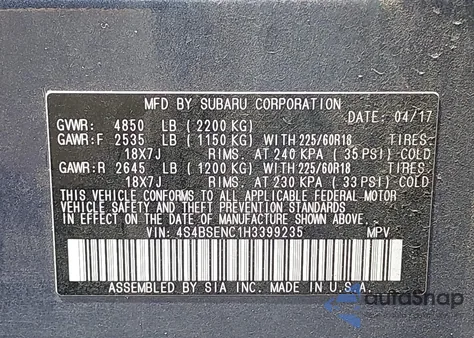 MFD BY SUBARU CORPORATION 04/17
GVWR: 4850 LB (2200 KG)
GAWR:F 2535 LB (1150 KG) WITH 225/60R18 TIRES.
18X7J RIMS. AT 240 KPA (35 PSI) COLD
GAWR:R 2645 LB (1200 KG) WITH 225/60R18 TIRES.
18X7J RIMS. AT 230 KPA (33 PSI) COLD
THIS VEHICLE CONFORMS TO ALL APPLICABLE FEDERAL MOTOR
VEHICLE SAFETY AND THEFT PREVENTION STANDARDS
IN EFFECT ON THE DATE OF MANUFACTURE SHOWN ABOVE.
VIN: 4S4BSENC1H3399235 MPV
ASSEMBLED BY SIA INC. MADE IN U.S.A.
autoSnap